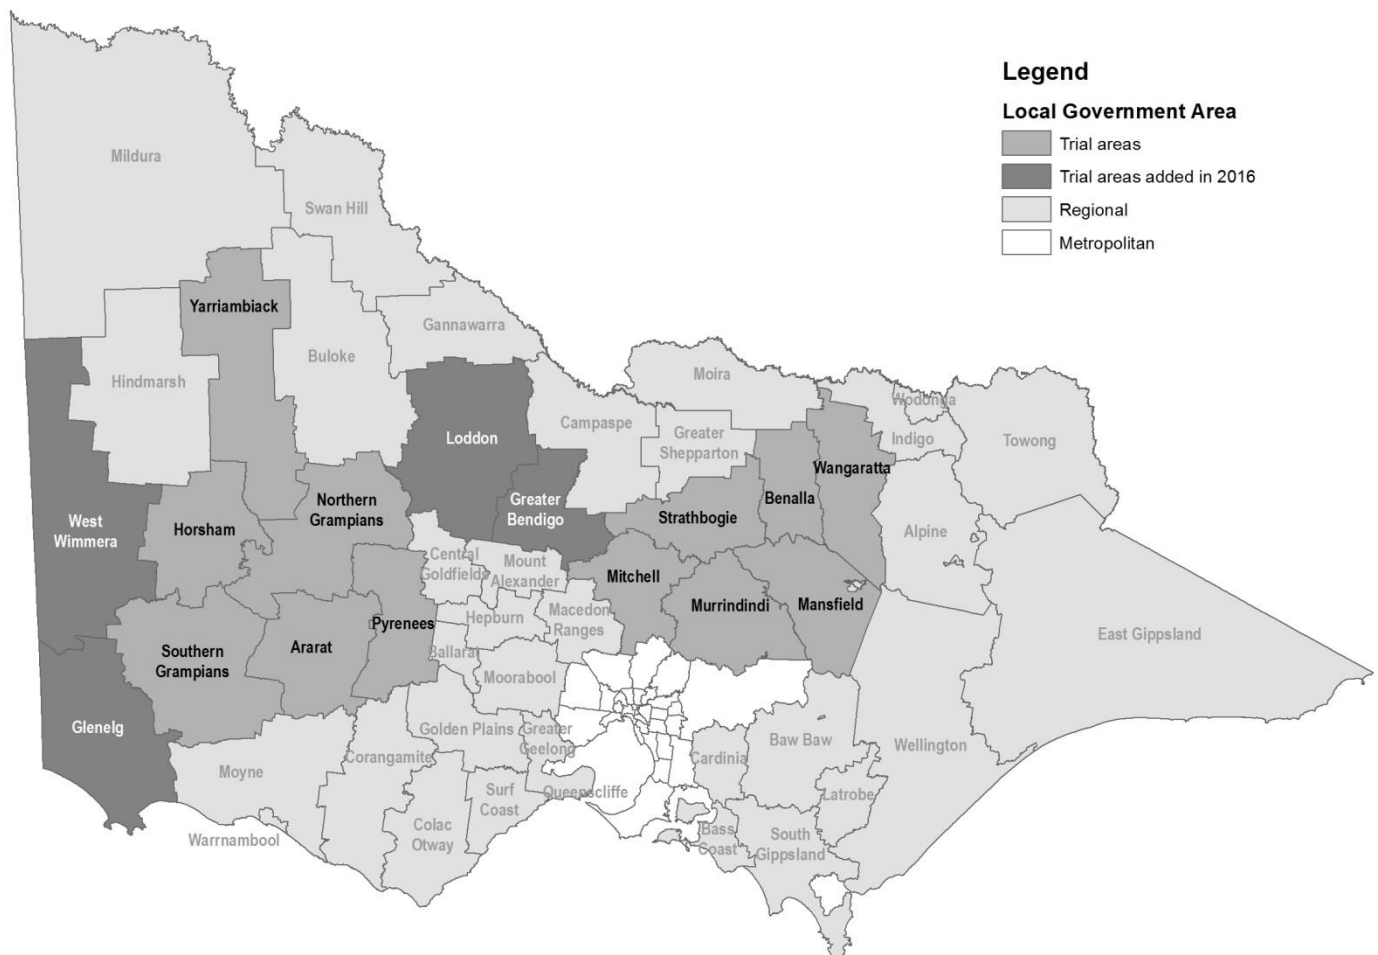 Legend
Local Government Area
Trial areas
Trial areas added in 2016
Regional
Metropolitan
Mildura
Swan Hill
Yarriambiack
Gannawarra
Buloke
Hindmarsh
Moira
Wodonga
Campaspe
Greater
Shepparton
Indigo
Towong
Loddon
Wangaratta
Benalla
Northern
Grampians
Greater
Bendigo
Strathbogie
West
Wimmera
Horsham
Alpine
Central
Goldfields
Mount
Alexander
Mitchell
Murrindindi
Mansfield
Macedon
Ranges
Hepburn
Pyrenees
East Gippsland
Ararat
Southern
Grampians
Ballarat
Moorabool
Glenelg
Golden Plains
Greater
Geelong
Corangamite
Moyne
Cardinia
Baw Baw
Wellington
Latrobe
Surf
Coast
Queenscliffe
Colac
Otway
Warrnambool
Bass
Coast
South
Gippsland